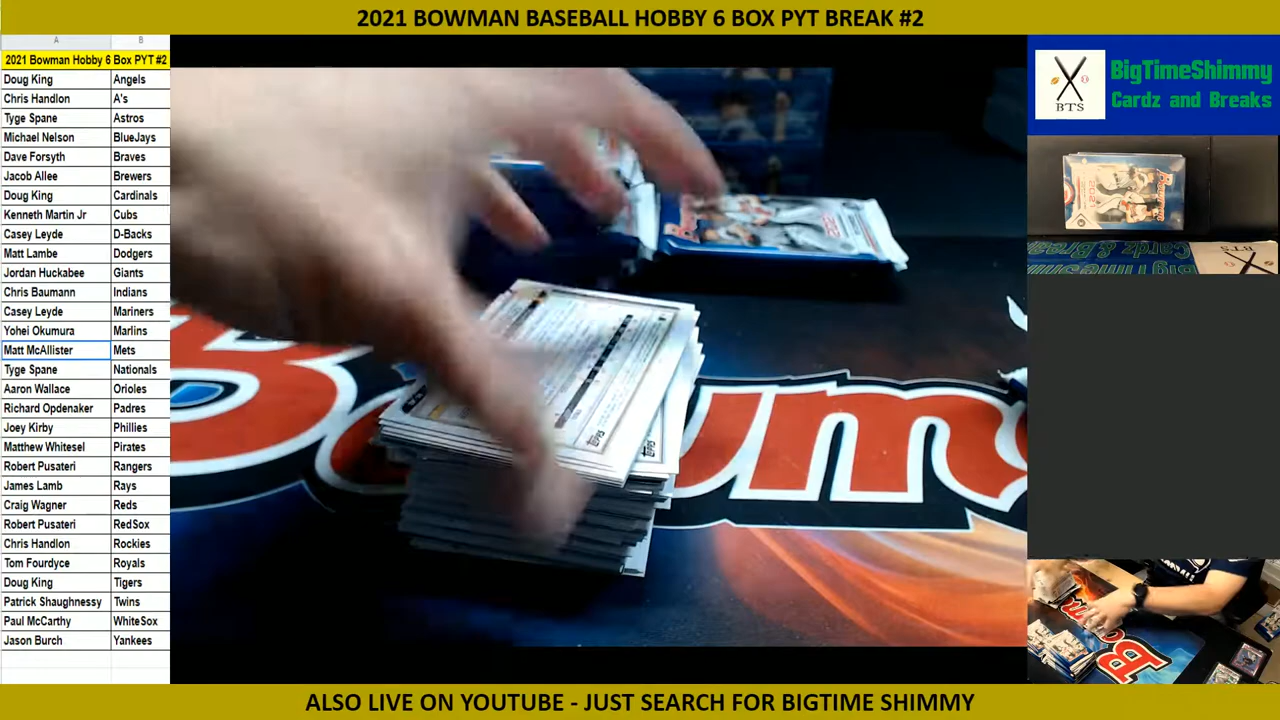 2021 BOWMAN BASEBALL HOBBY 6 BOX PYT BREAK #2
A B
2021 Bowman Hobby 6 Box PYT #2
Doug King Angels
Chris Handlon A's
Tyge Spane Astros
Michael Nelson BlueJays
Dave Forsyth Braves
Jacob Allee Brewers
Doug King Cardinals
Kenneth Martin Jr Cubs
Casey Leyde D-Backs
Matt Lambe Dodgers
Jordan Huckabee Giants
Chris Baumann Indians
Casey Leyde Mariners
Yohei Okumura Marlins
Matt McAllister Mets
Tyge Spane Nationals
Aaron Wallace Orioles
Richard Opdenaker Padres
Joey Kirby Phillies
Matthew Whitesel Pirates
Robert Pusateri Rangers
James Lamb Rays
Craig Wagner Reds
Robert Pusateri RedSox
Chris Handlon Rockies
Tom Fourdyce Royals
Doug King Tigers
Patrick Shaughnessy Twins
Paul McCarthy WhiteSox
Jason Burch Yankees
Topps
Topps
BTS
BigTimeShimmy
Cardz and Breaks
2021
BTS
ALSO LIVE ON YOUTUBE - JUST SEARCH FOR BIGTIME SHIMMY